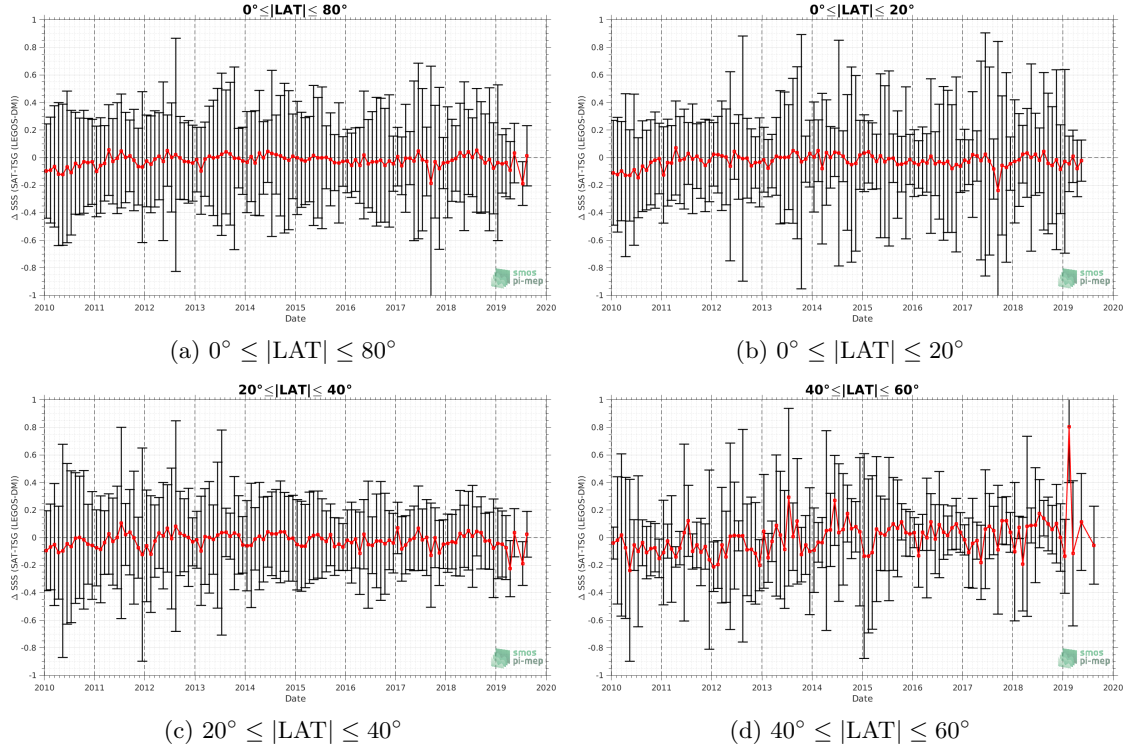 0°≤|LAT|≤ 80°
Δ SSS (SAT-TSG (LEGOS-DM))
1
0.8
0.6
0.4
0.2
0
-0.2
-0.4
-0.6
-0.8
-1
2010 2011 2012 2013 2014 2015 2016 2017 2018 2019 2020
Date
smos
pi-mep
(a) 0° ≤ |LAT| ≤ 80°
0°≤|LAT|≤ 20°
Δ SSS (SAT-TSG (LEGOS-DM))
1
0.8
0.6
0.4
0.2
0
-0.2
-0.4
-0.6
-0.8
-1
2010 2011 2012 2013 2014 2015 2016 2017 2018 2019 2020
Date
smos
pi-mep
(b) 0° ≤ |LAT| ≤ 20°
20°≤|LAT|≤ 40°
Δ SSS (SAT-TSG (LEGOS-DM))
1
0.8
0.6
0.4
0.2
0
-0.2
-0.4
-0.6
-0.8
-1
2010 2011 2012 2013 2014 2015 2016 2017 2018 2019 2020
Date
smos
pi-mep
(c) 20° ≤ |LAT| ≤ 40°
40°≤|LAT|≤ 60°
Δ SSS (SAT-TSG (LEGOS-DM))
1
0.8
0.6
0.4
0.2
0
-0.2
-0.4
-0.6
-0.8
-1
2010 2011 2012 2013 2014 2015 2016 2017 2018 2019 2020
Date
smos
pi-mep
(d) 40° ≤ |LAT| ≤ 60°